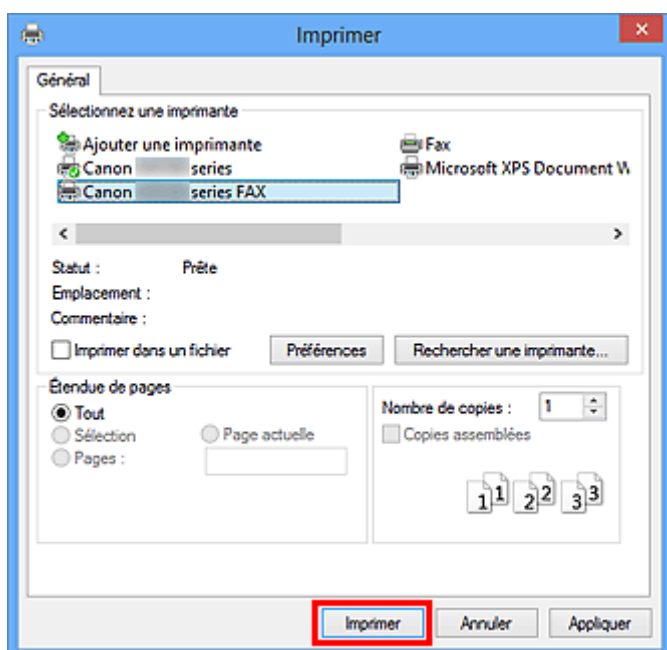 Imprimer
Général
Sélectionnez une imprimante
Ajouter une imprimante
Fax
Canon series
Microsoft XPS Document W
Canon series FAX
Statut : Prête
Emplacement :
Commentaire :
Imprimer dans un fichier
Préférences
Rechercher une imprimante...
Étendue de pages
Tout
Sélection
Page actuelle
Pages :
Nombre de copies : 1
Copies assemblées
1 1 2 2 3 3
Imprimer
Annuler
Appliquer